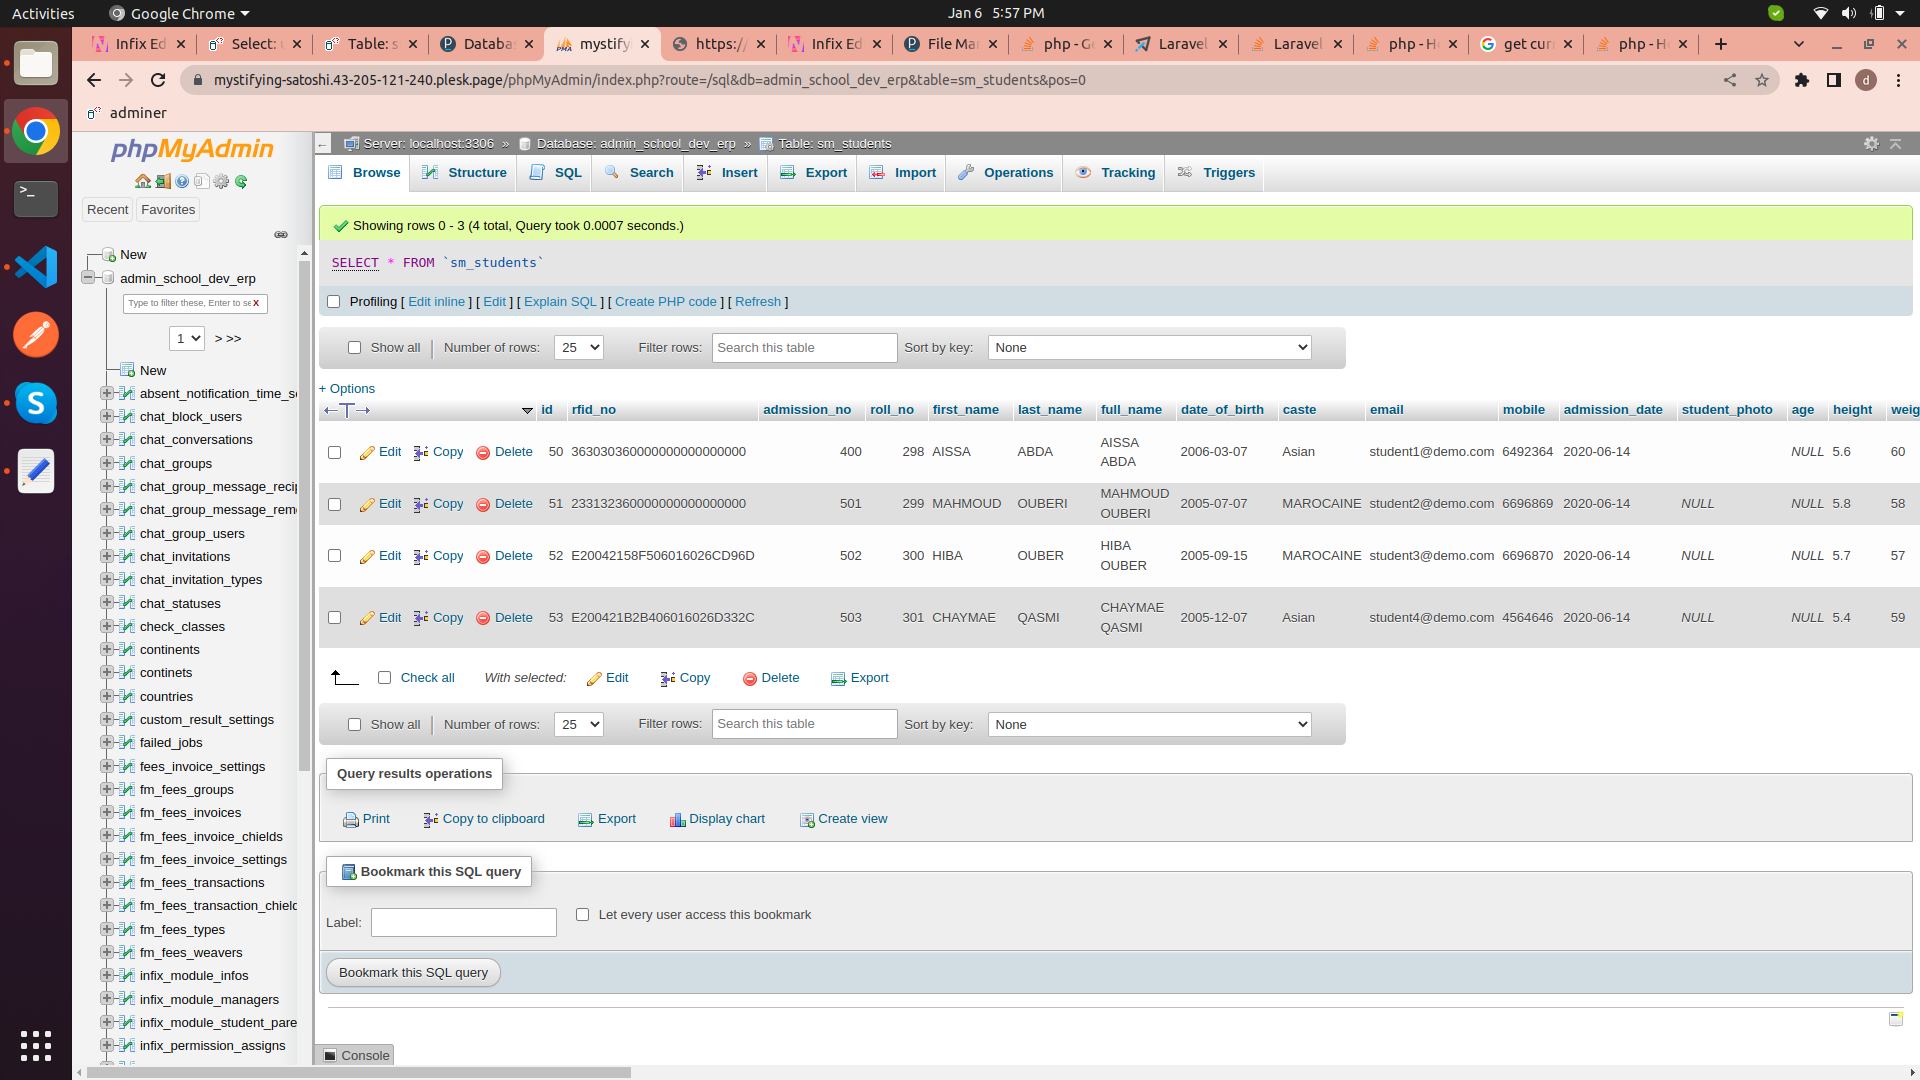 Activities
Google Chrome
Jan 6 5:57 PM
Infix Ed
Select: u
Table: s
Databa
mystify
https://
Infix Ed
File Ma
php - G
Laravel
Laravel
php - H
get curr
php - H
mystifying-satoshi.43-205-121-240.plesk.page/phpMyAdmin/index.php?route=/sql&db=admin_school_dev_erp&table=sm_students&pos=0
d
adminer
phpMyAdmin
Recent
Favorites
New
admin_school_dev_erp
Type to filter these, Enter to se X
1 > >>
New
absent_notification_time_se
chat_block_users
chat_conversations
chat_groups
chat_group_message_recip
chat_group_message_remo
chat_group_users
chat_invitations
chat_invitation_types
chat_statuses
check_classes
continents
continets
countries
custom_result_settings
failed_jobs
fees_invoice_settings
fm_fees_groups
fm_fees_invoices
fm_fees_invoice_chields
fm_fees_invoice_settings
fm_fees_transactions
fm_fees_transaction_chield
fm_fees_types
fm_fees_weavers
infix_module_infos
infix_module_managers
infix_module_student_pare
infix_permission_assigns
Server: localhost:3306 » Database: admin_school_dev_erp » Table: sm_students
Browse Structure SQL Search Insert Export Import Operations Tracking Triggers
Showing rows 0 - 3 (4 total, Query took 0.0007 seconds.)
SELECT * FROM `sm_students`
Profiling [ Edit inline ] [ Edit ] [ Explain SQL ] [ Create PHP code ] [ Refresh ]
Show all Number of rows: 25 Filter rows: Search this table Sort by key: None
+ Options
←T→ id rfid_no admission_no roll_no first_name last_name full_name date_of_birth caste email mobile admission_date student_photo age height weig
Edit Copy Delete 50 363030360000000000000000 400 298 AISSA ABDA AISSA ABDA 2006-03-07 Asian student1@demo.com 6492364 2020-06-14 NULL 5.6 60
Edit Copy Delete 51 233132360000000000000000 501 299 MAHMOUD OUBERI MAHMOUD OUBERI 2005-07-07 MAROCAINE student2@demo.com 6696869 2020-06-14 NULL NULL 5.8 58
Edit Copy Delete 52 E20042158F506016026CD96D 502 300 HIBA OUBER HIBA OUBER 2005-09-15 MAROCAINE student3@demo.com 6696870 2020-06-14 NULL NULL 5.7 57
Edit Copy Delete 53 E200421B2B406016026D332C 503 301 CHAYMAE QASMI CHAYMAE QASMI 2005-12-07 Asian student4@demo.com 4564646 2020-06-14 NULL NULL 5.4 59
Check all With selected: Edit Copy Delete Export
Show all Number of rows: 25 Filter rows: Search this table Sort by key: None
Query results operations
Print Copy to clipboard Export Display chart Create view
Bookmark this SQL query
Label: Let every user access this bookmark
Bookmark this SQL query
Console